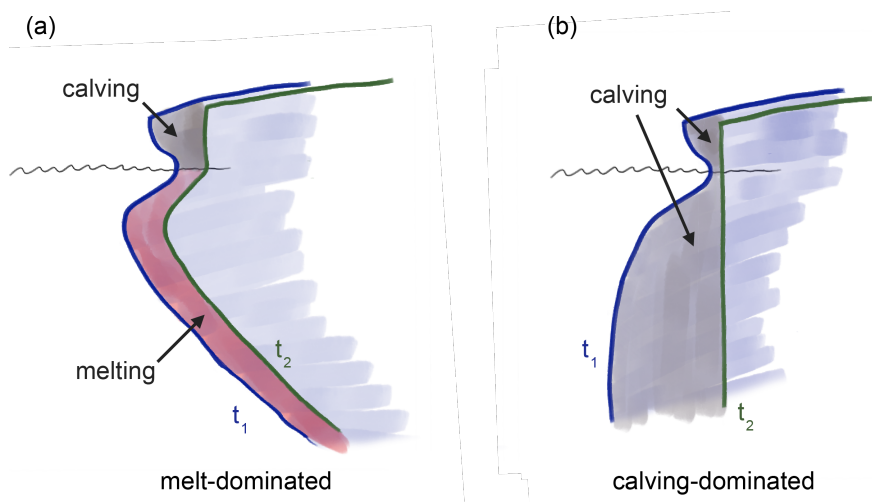 (a)
calving
melting
t2
t1
melt-dominated
(b)
calving
t1
t2
calving-dominated